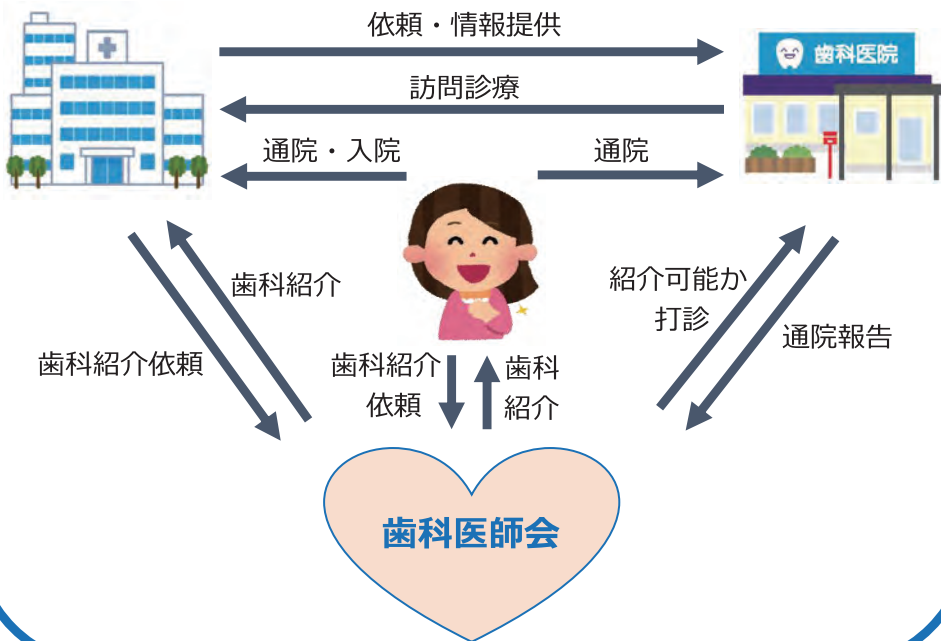 依頼・情報提供
歯科医院
訪問診療
通院・入院
通院
歯科紹介
歯科紹介依頼
紹介可能か
打診
通院報告
歯科紹介
依頼
歯科
紹介
歯科医師会